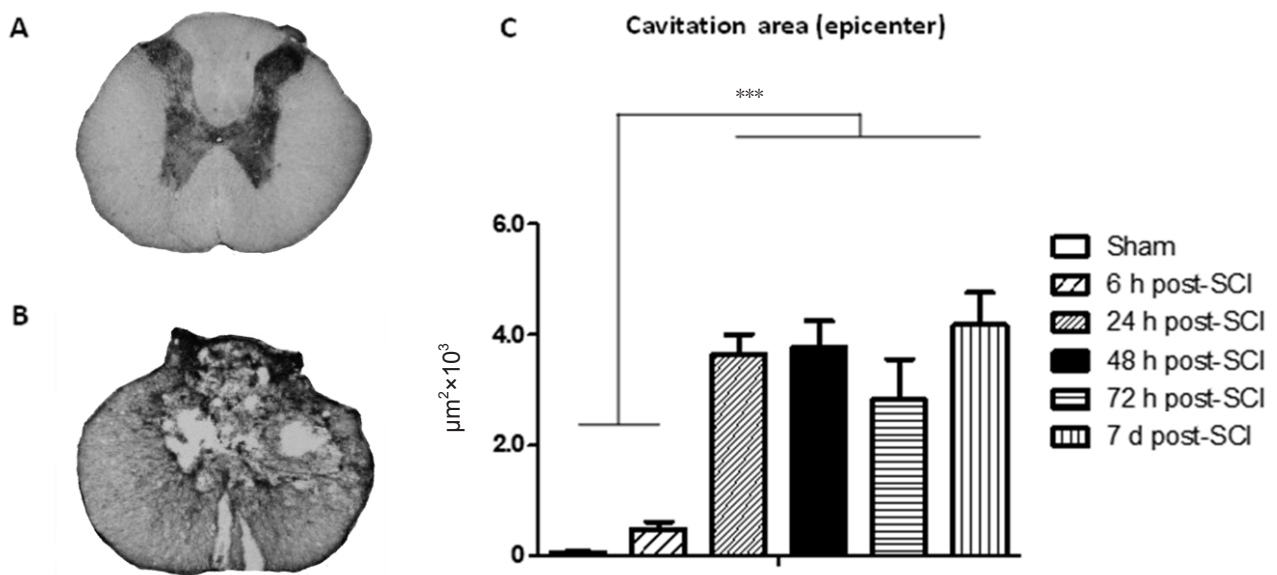 A
B
C
Cavitation area (epicenter)
***
6.0
4.0
2.0
0
μm²×10³
Sham
6 h post-SCI
24 h post-SCI
48 h post-SCI
72 h post-SCI
7 d post-SCI